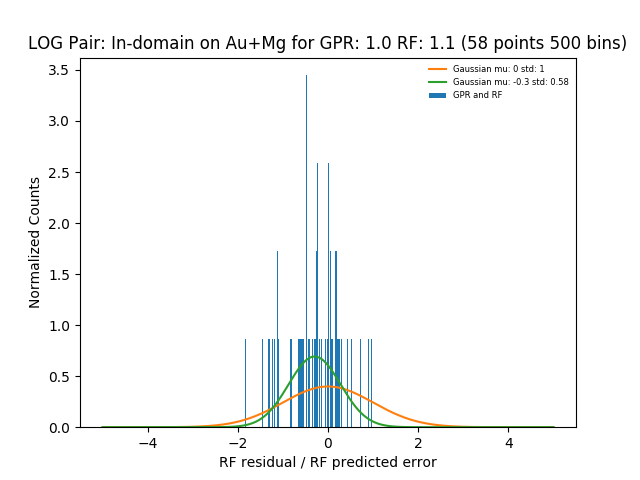 LOG Pair: In-domain on Au+Mg for GPR: 1.0 RF: 1.1 (58 points 500 bins)
Gaussian mu: 0 std: 1
Gaussian mu: -0.3 std: 0.58
GPR and RF
3.5
3.0
2.5
2.0
1.5
1.0
0.5
0.0
Normalized Counts
−4
−2
0
2
4
RF residual / RF predicted error